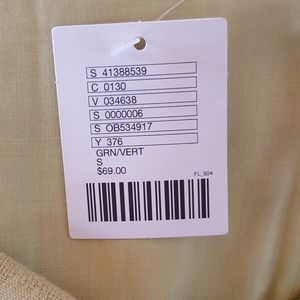 S 41388539
C 0130
V 034638
S 0000006
S OB534917
Y 376
GRN/VERT
S
$69.00
FL_504